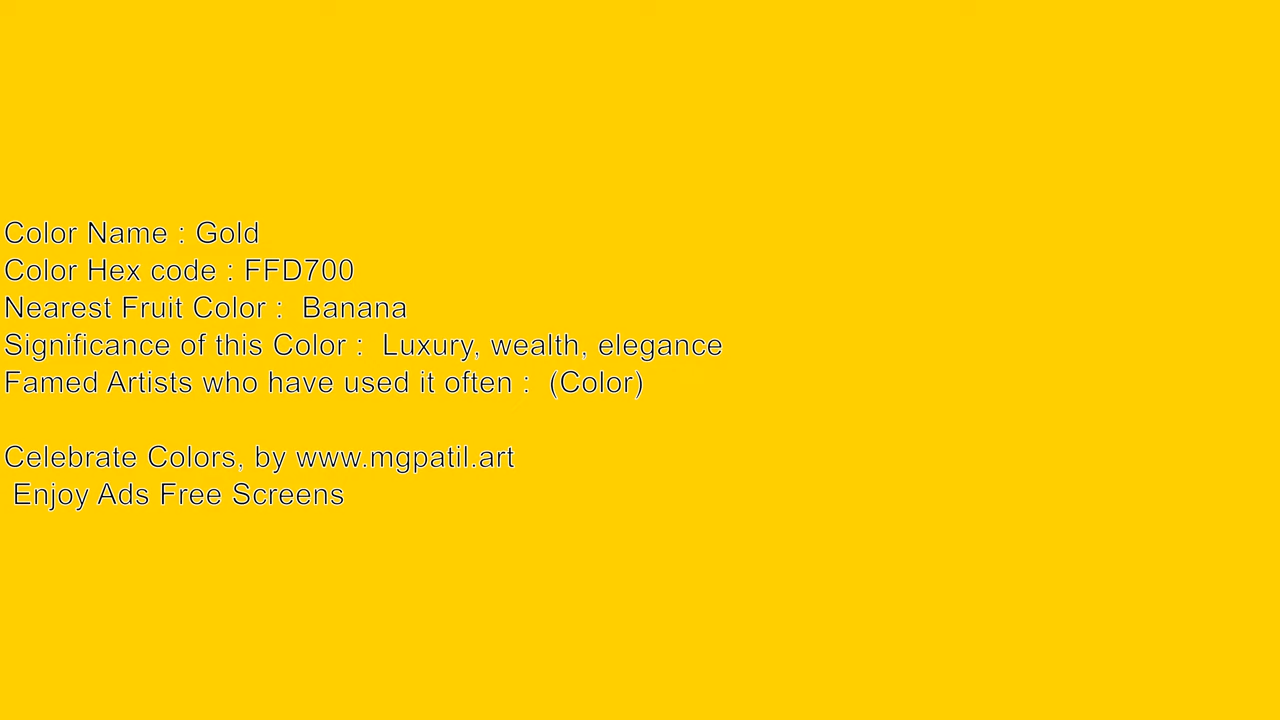 Color Name : Gold
Color Hex code : FFD700
Nearest Fruit Color :  Banana
Significance of this Color :  Luxury, wealth, elegance
Famed Artists who have used it often :  (Color)
Celebrate Colors, by www.mgpatil.art
Enjoy Ads Free Screens